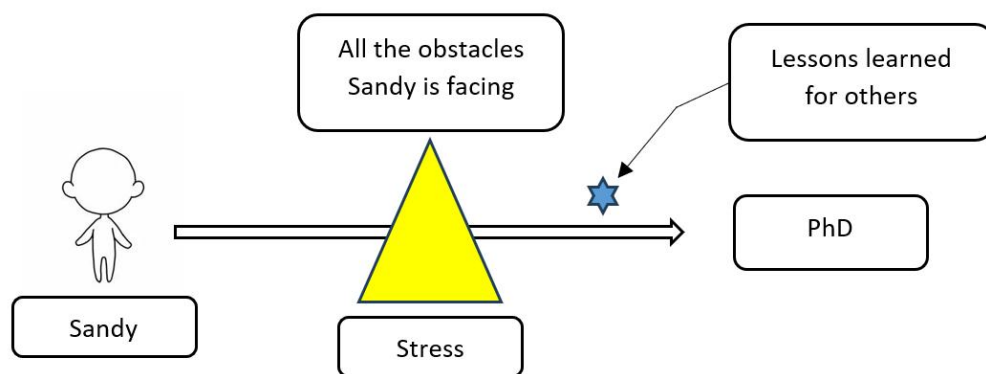 All the obstacles
Sandy is facing
Lessons learned
for others
PhD
Sandy
Stress